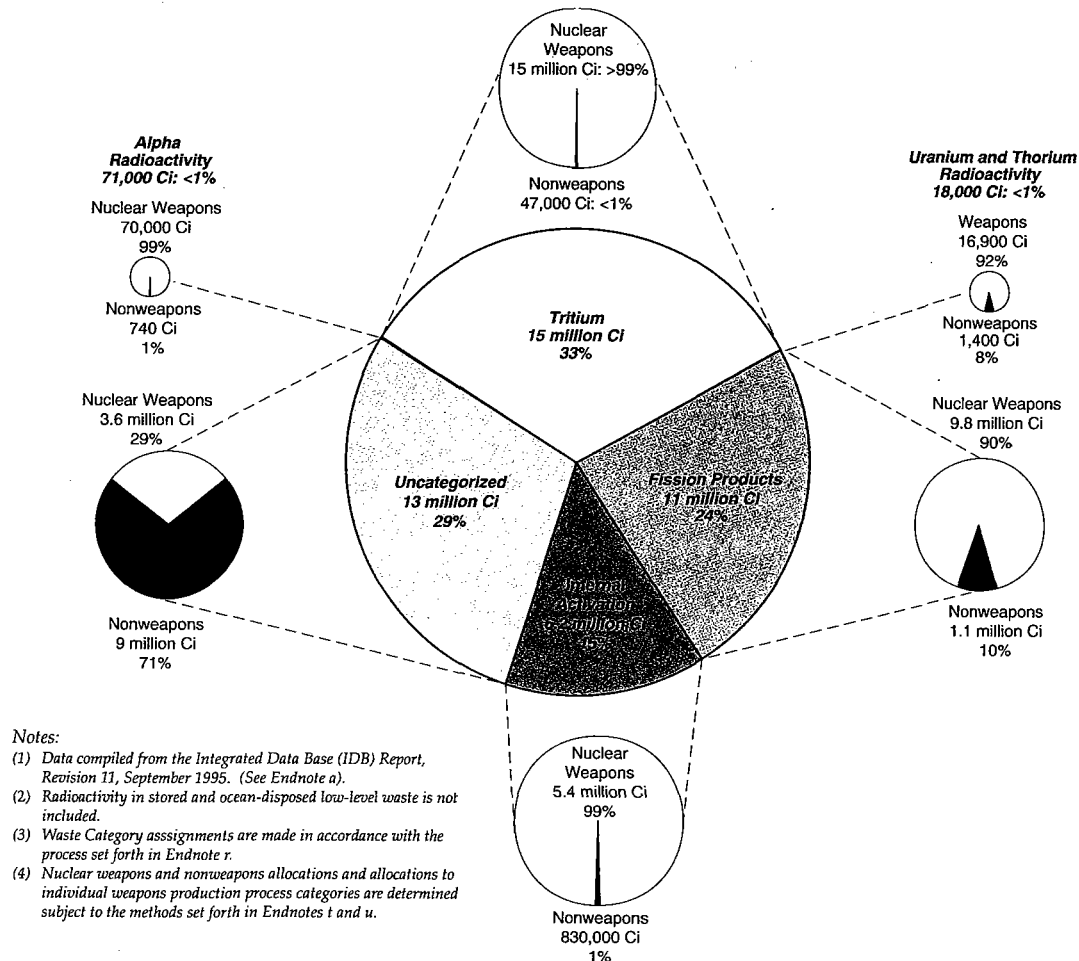 Nuclear
Weapons
15 million Ci: >99%
Nonweapons
47,000 Ci: <1%
Alpha
Radioactivity
71,000 Ci: <1%
Nuclear Weapons
70,000 Ci
99%
Nonweapons
740 Ci
1%
Uranium and Thorium
Radioactivity
18,000 Ci: <1%
Weapons
16,900 Ci
92%
Nonweapons
1,400 Ci
8%
Tritium
15 million Ci
33%
Nuclear Weapons
3.6 million Ci
29%
Nonweapons
9 million Ci
71%
Uncategorized
13 million Ci
29%
Fission Products
11 million Ci
24%
Nuclear Weapons
9.8 million Ci
90%
Nonweapons
1.1 million Ci
10%
Internal
Activation
million Ci
Nuclear
Weapons
5.4 million Ci
99%
Nonweapons
830,000 Ci
1%
Notes:
(1) Data compiled from the Integrated Data Base (IDB) Report,
Revision 11, September 1995. (See Endnote a).
(2) Radioactivity in stored and ocean-disposed low-level waste is not
included.
(3) Waste Category asssignments are made in accordance with the
process set forth in Endnote r.
(4) Nuclear weapons and nonweapons allocations and allocations to
individual weapons production process categories are determined
subject to the methods set forth in Endnotes t and u.